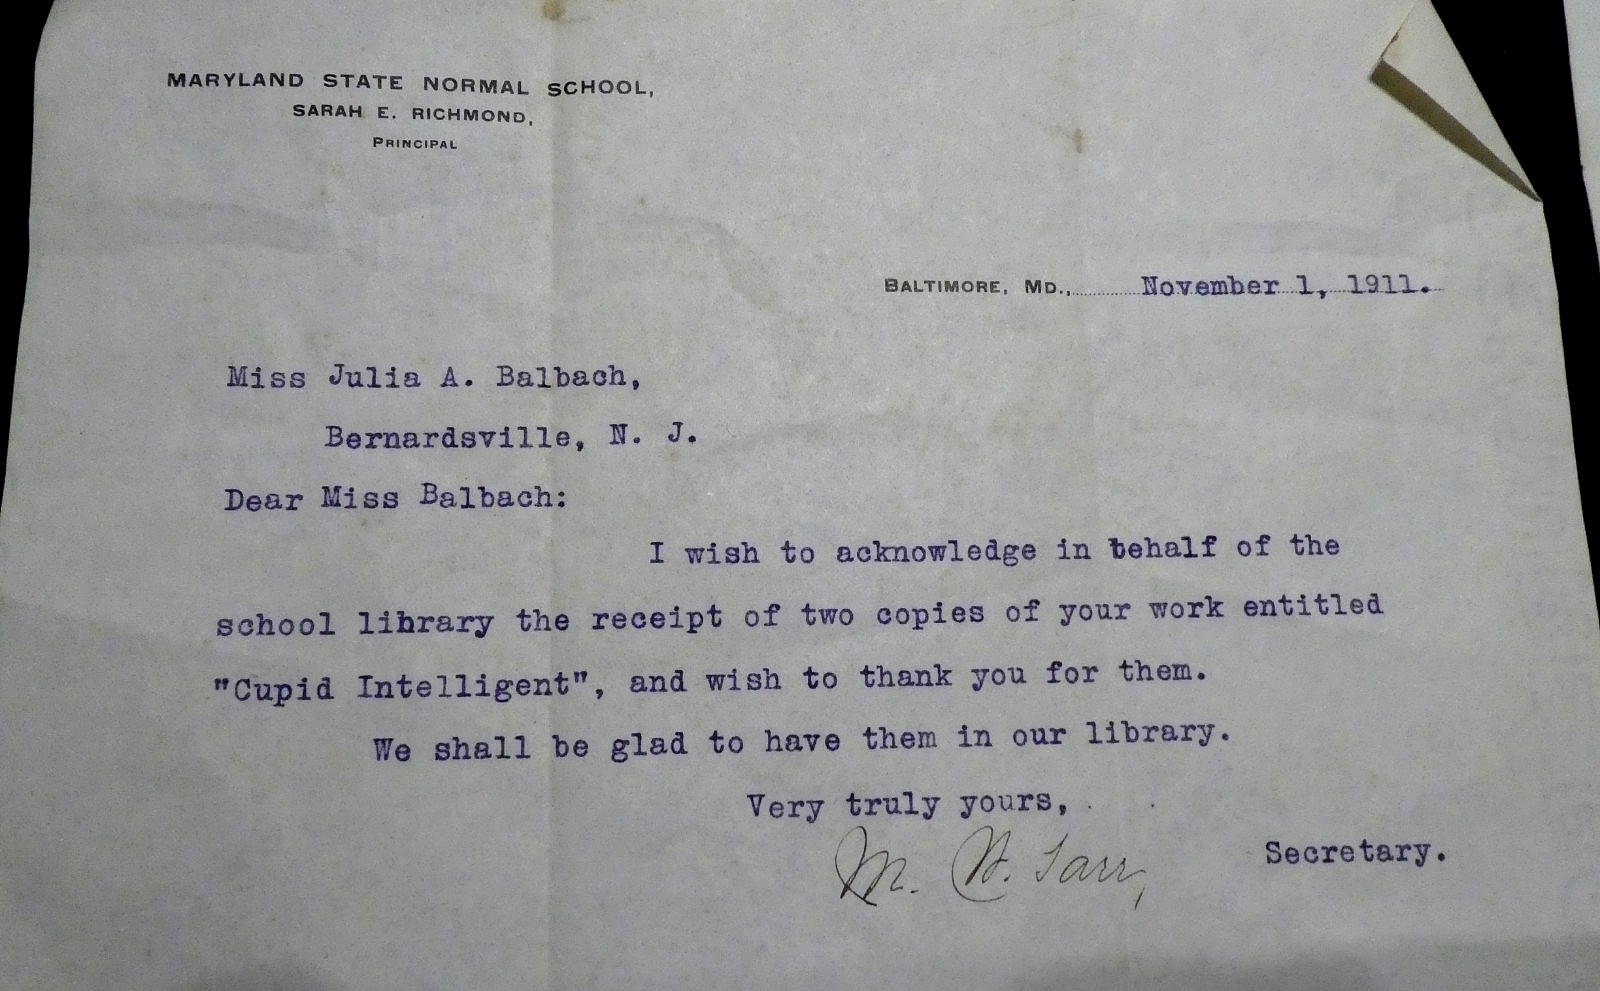 MARYLAND STATE NORMAL SCHOOL,
SARAH E. RICHMOND,
PRINCIPAL
BALTIMORE, MD., November 1, 1911.
Miss Julia A. Balbach,
Bernardsville, N. J.
Dear Miss Balbach:
I wish to acknowledge in behalf of the
school library the receipt of two copies of your work entitled
"Cupid Intelligent", and wish to thank you for them.
We shall be glad to have them in our library.
Very truly yours,
M. H. Tarr, Secretary.